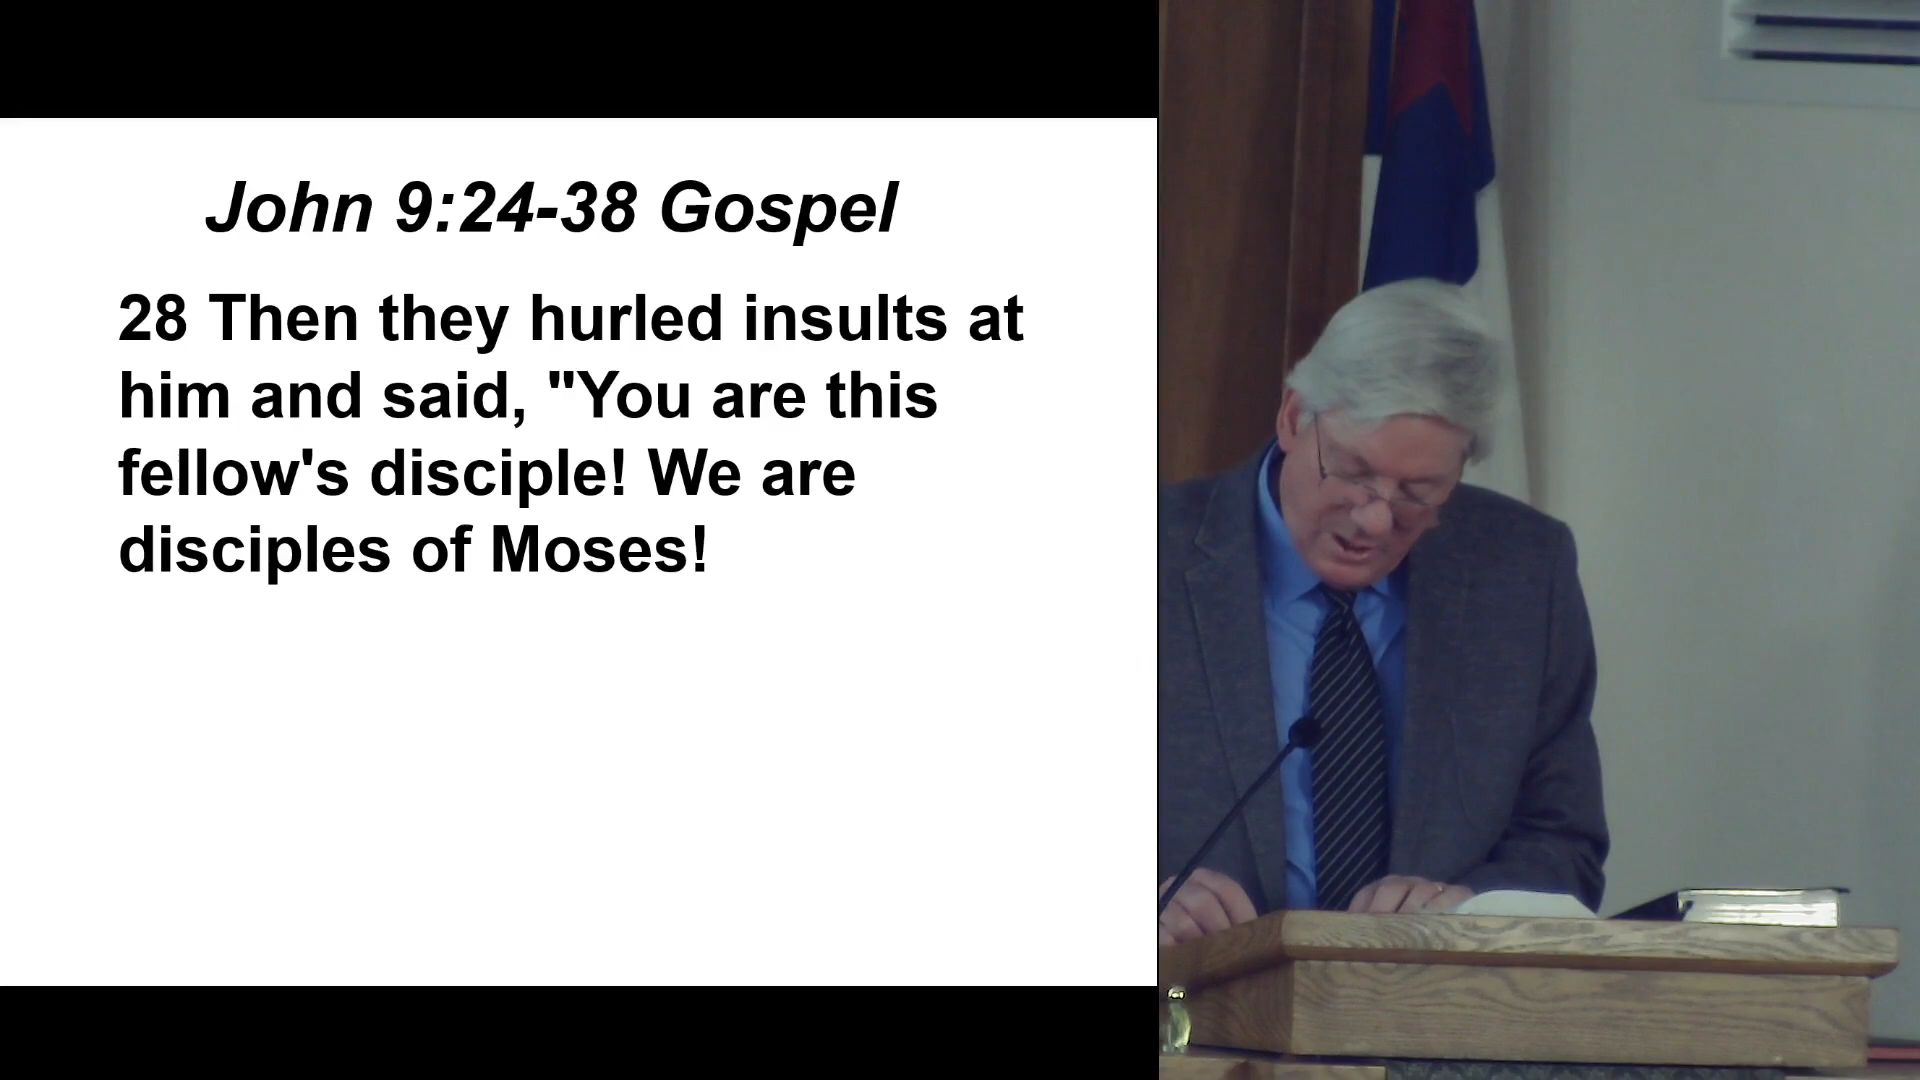 John 9:24-38 Gospel
28 Then they hurled insults at
him and said, "You are this
fellow's disciple! We are
disciples of Moses!